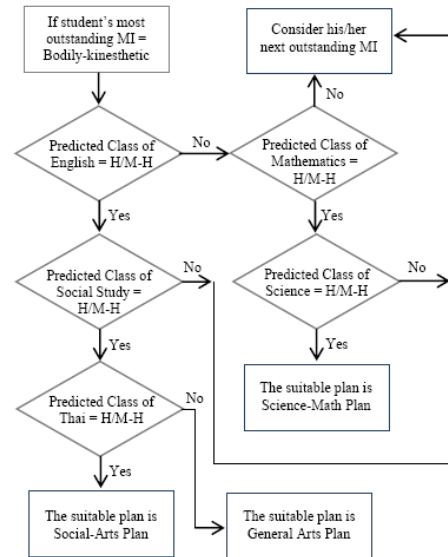 If student's most
outstanding MI =
Bodily-kinesthetic
Consider his/her
next outstanding MI
No
Predicted Class of
English = H/M-H
No
Predicted Class of
Mathematics =
H/M-H
Yes
Yes
Predicted Class of
Social Study =
H/M-H
No
Predicted Class of
Science = H/M-H
No
Yes
Yes
Predicted Class of
Thai = H/M-H
No
The suitable plan is
Science-Math Plan
Yes
The suitable plan is
Social-Arts Plan
The suitable plan is
General Arts Plan